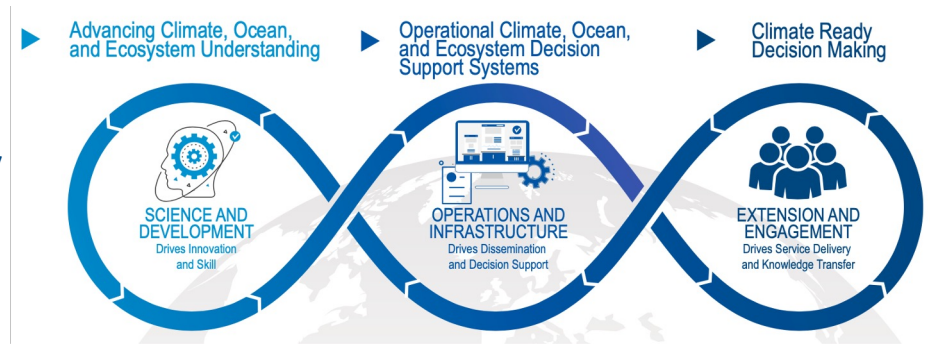 Advancing Climate, Ocean,
and Ecosystem Understanding
Operational Climate, Ocean,
and Ecosystem Decision
Support Systems
Climate Ready
Decision Making
SCIENCE AND
DEVELOPMENT
Drives Innovation
and Skill
OPERATIONS AND
INFRASTRUCTURE
Drives Dissemination
and Decision Support
EXTENSION AND
ENGAGEMENT
Drives Service Delivery
and Knowledge Transfer